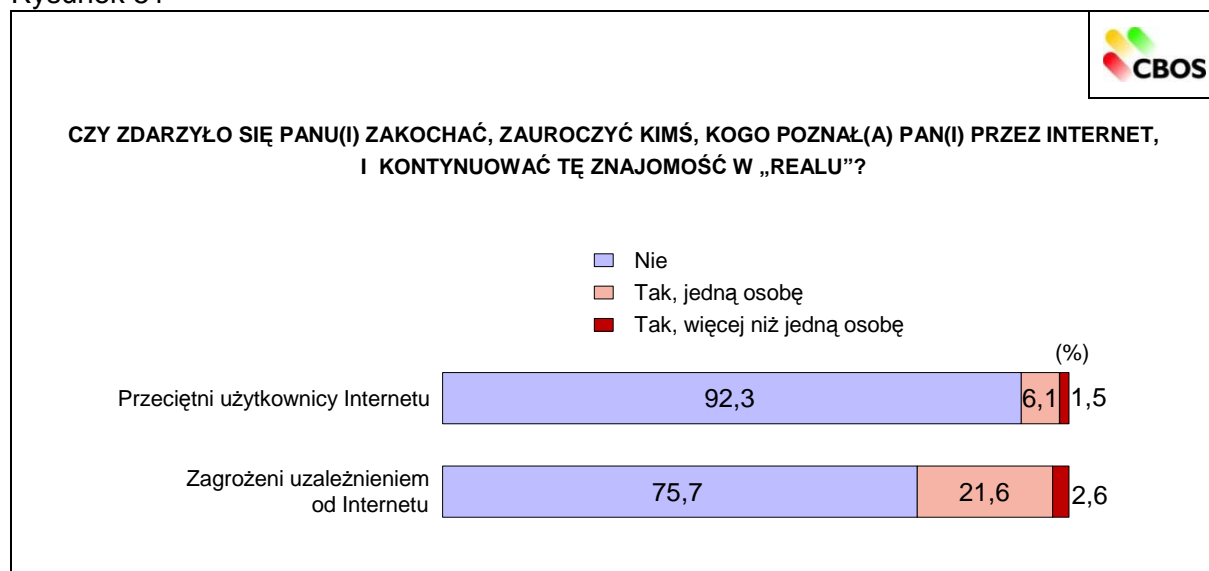 CBOS
CZY ZDARZYŁO SIĘ PANU(I) ZAKOCHAĆ, ZAUROCZYĆ KIMŚ, KOGO POZNAŁ(A) PAN(I) PRZEZ INTERNET,
I KONTYNUOWAĆ TĘ ZNAJOMOŚĆ W „REALU”?
Nie
Tak, jedną osobę
Tak, więcej niż jedną osobę
(%)
Przeciętni użytkownicy Internetu 92,3 6,1 1,5
Zagrożeni uzależnieniem
od Internetu 75,7 21,6 2,6